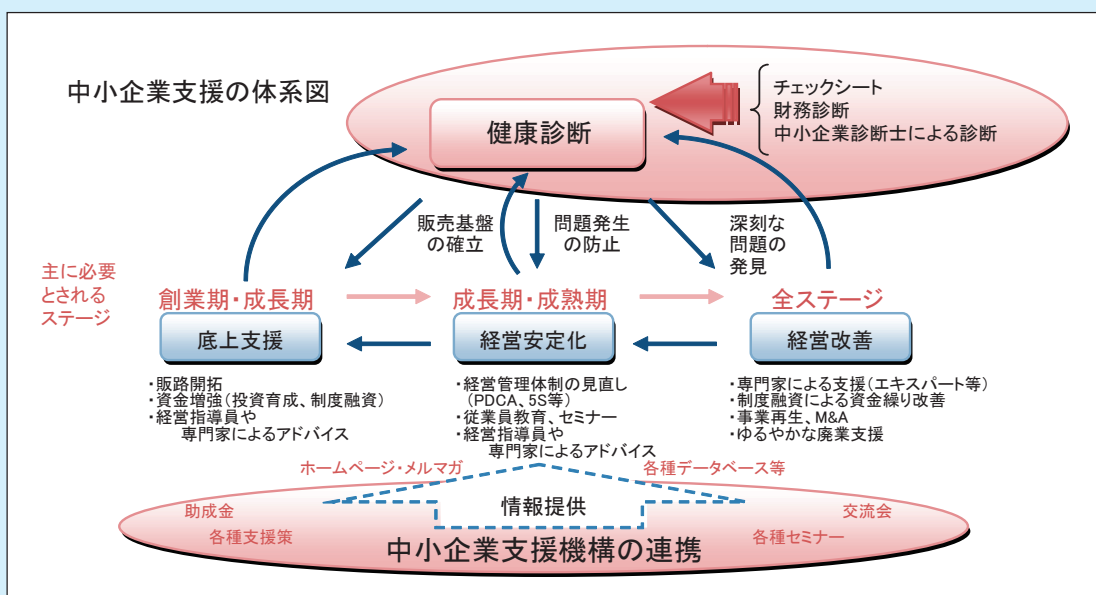 中小企業支援の体系図
健康診断
チェックシート
財務診断
中小企業診断士による診断
販売基盤
の確立
問題発生
の防止
深刻な
問題の
発見
主に必要
とされる
ステージ
創業期・成長期
成長期・成熟期
全ステージ
底上支援
経営安定化
経営改善
・販路開拓
・資金増強(投資育成、制度融資)
・経営指導員や
専門家によるアドバイス
・経営管理体制の見直し
(PDCA、5S等)
・従業員教育、セミナー
・経営指導員や
専門家によるアドバイス
・専門家による支援(エキスパート等)
・制度融資による資金繰り改善
・事業再生、M&A
・ゆるやかな廃業支援
ホームページ・メルマガ
各種データベース等
情報提供
助成金
交流会
各種支援策
各種セミナー
中小企業支援機構の連携